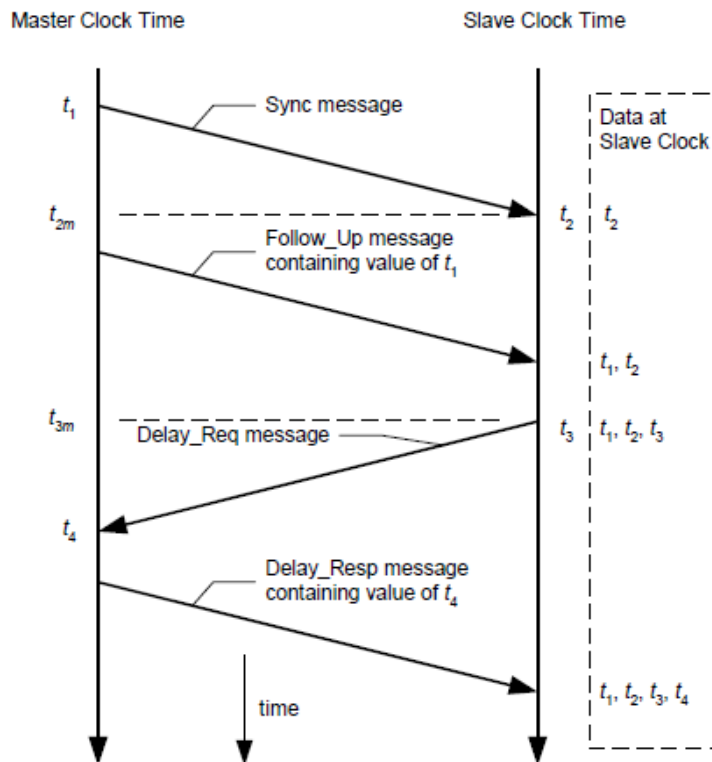 Master Clock Time
Slave Clock Time
t1
Sync message
Data at
Slave Clock
t2m
t2
t2
Follow_Up message
containing value of t1
t1, t2
t3m
Delay_Req message
t3
t1, t2, t3
t4
Delay_Resp message
containing value of t4
t1, t2, t3, t4
time